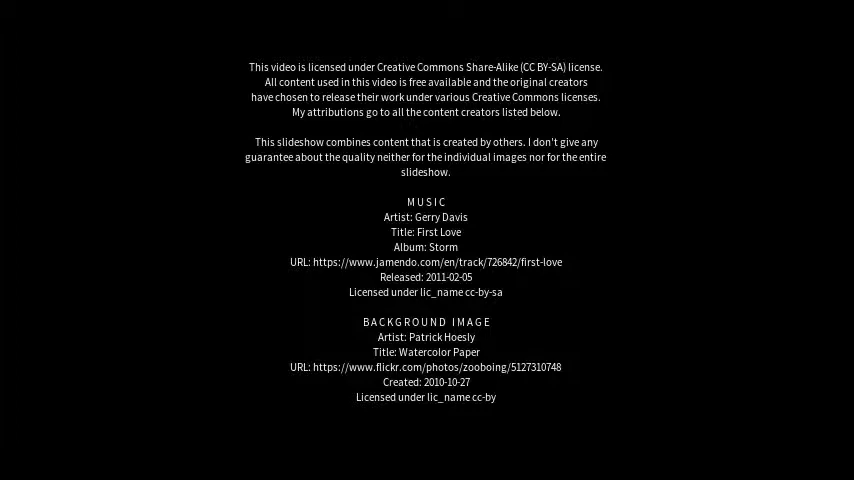 This video is licensed under Creative Commons Share-Alike (CC BY-SA) license.
All content used in this video is free available and the original creators
have chosen to release their work under various Creative Commons licenses.
My attributions go to all the content creators listed below.
This slideshow combines content that is created by others. I don't give any
guarantee about the quality neither for the individual images nor for the entire
slideshow.
MUSIC
Artist: Gerry Davis
Title: First Love
Album: Storm
URL: https://www.jamendo.com/en/track/726842/first-love
Released: 2011-02-05
Licensed under lic_name cc-by-sa
BACKGROUND IMAGE
Artist: Patrick Hoesly
Title: Watercolor Paper
URL: https://www.flickr.com/photos/zooboing/5127310748
Created: 2010-10-27
Licensed under lic_name cc-by